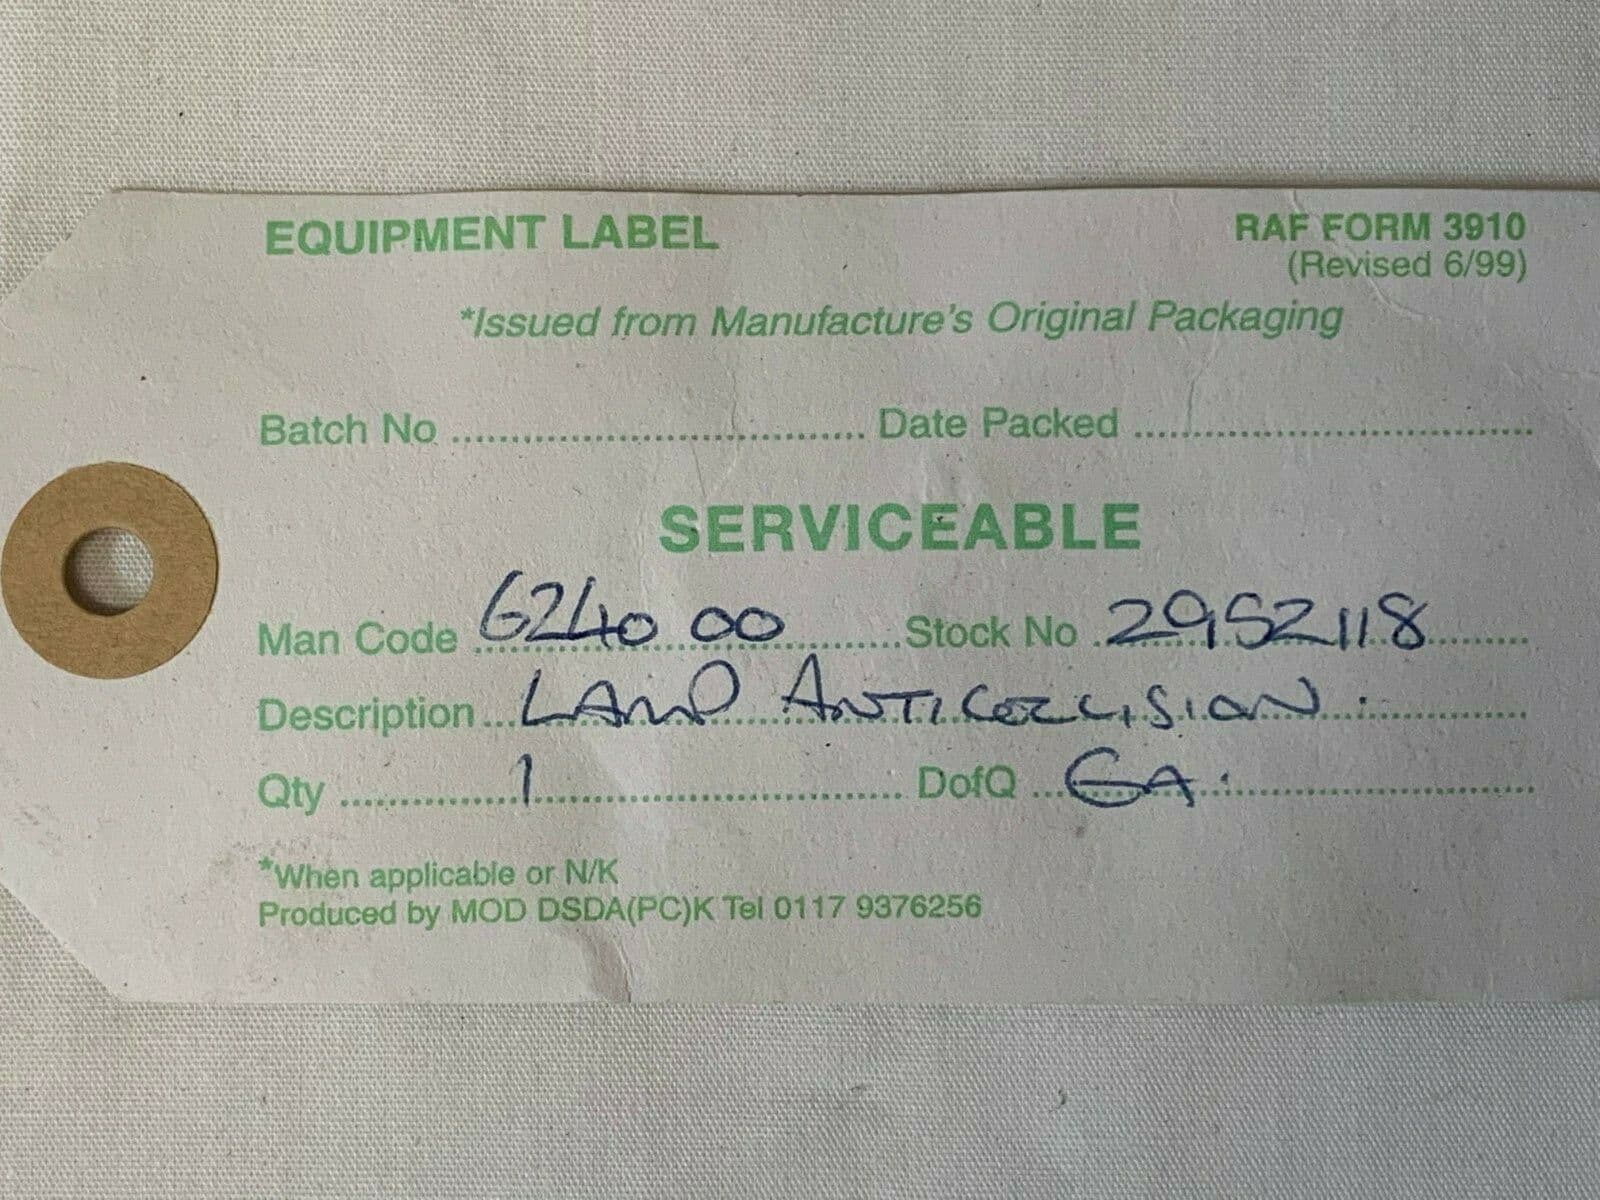 EQUIPMENT LABEL RAF FORM 3910
(Revised 6/99)
*Issued from Manufacture's Original Packaging
Batch No Date Packed
SERVICEABLE
Man Code 6240 00 Stock No 2952118
Description LAMP ANTICOLLISION.
Qty 1 DofQ EA.
*When applicable or N/K
Produced by MOD DSDA(PC)K Tel 0117 9376256